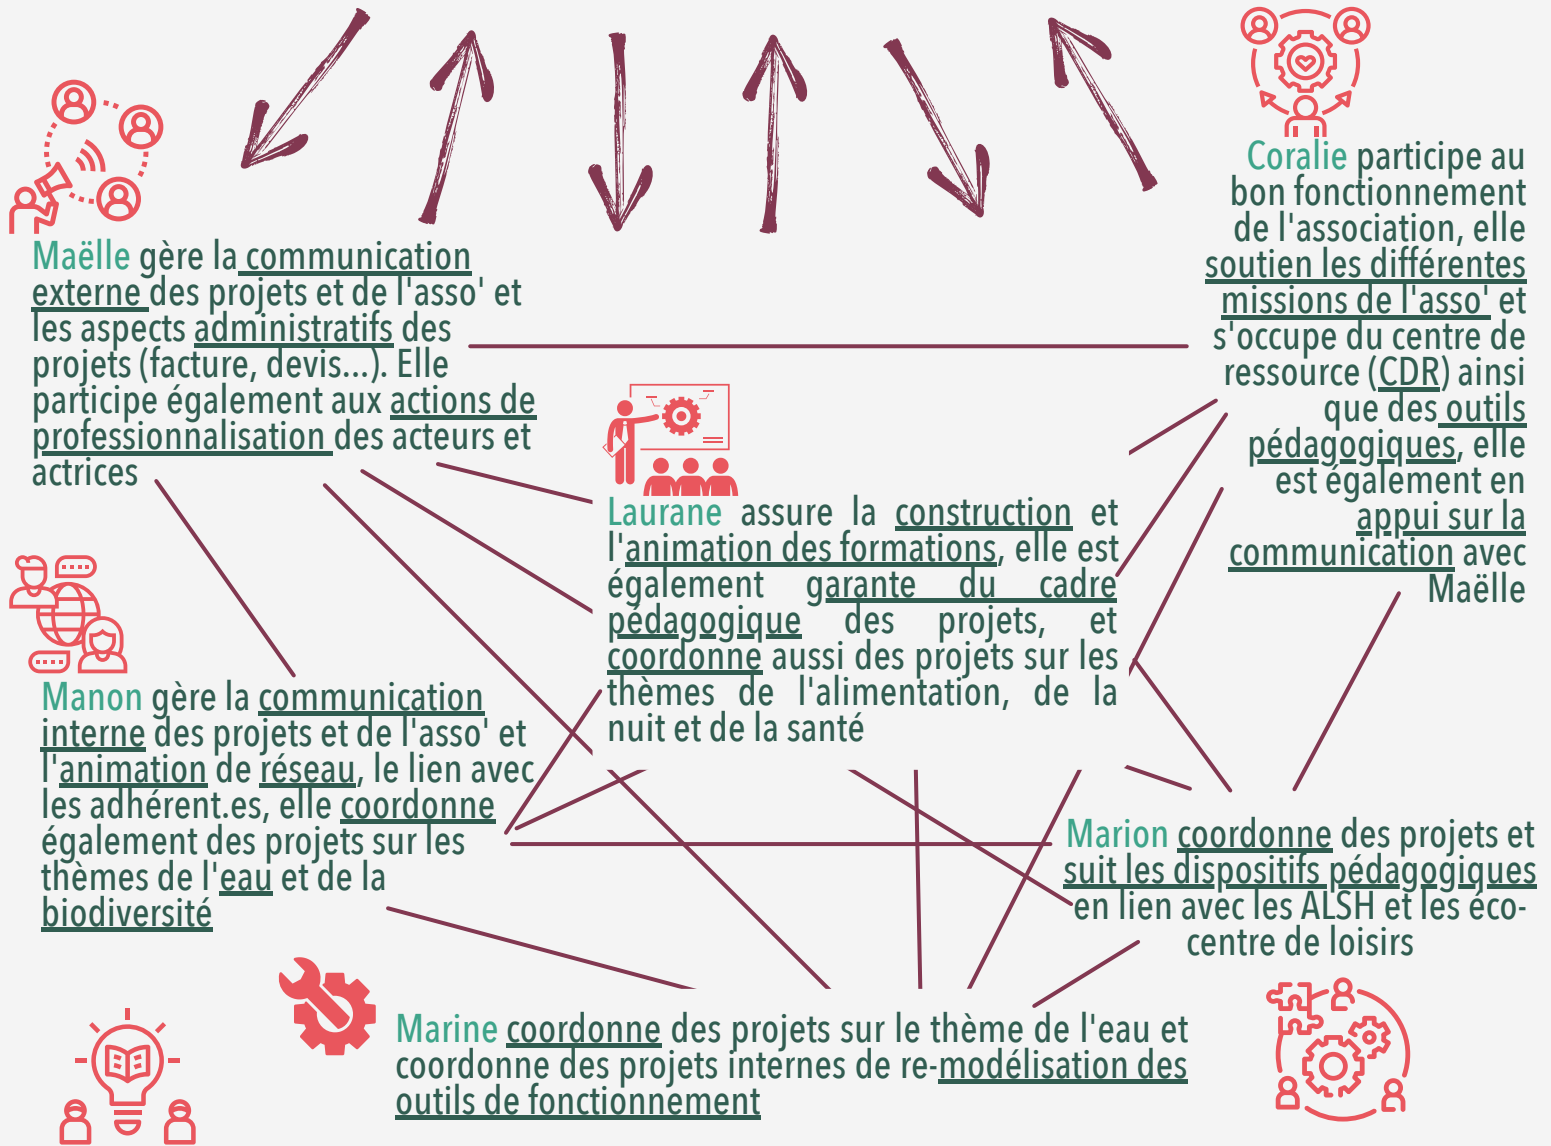 Maëlle gère la communication
externe des projets et de l'asso' et
les aspects administratifs des
projets (facture, devis...). Elle
participe également aux actions de
professionnalisation des acteurs et
actrices
Coralie participe au
bon fonctionnement
de l'association, elle
soutien les différentes
missions de l'asso' et
s'occupe du centre de
ressource (CDR) ainsi
que des outils
pédagogiques, elle
est également en
appui sur la
communication avec
Maëlle
Laurane assure la construction et
l'animation des formations, elle est
également garante du cadre
pédagogique des projets, et
coordonne aussi des projets sur les
thèmes de l'alimentation, de la
nuit et de la santé
Manon gère la communication
interne des projets et de l'asso' et
l'animation de réseau, le lien avec
les adhérent.es, elle coordonne
également des projets sur les
thèmes de l'eau et de la
biodiversité
Marion coordonne des projets et
suit les dispositifs pédagogiques
en lien avec les ALSH et les éco-
centre de loisirs
Marine coordonne des projets sur le thème de l'eau et
coordonne des projets internes de re-modélisation des
outils de fonctionnement